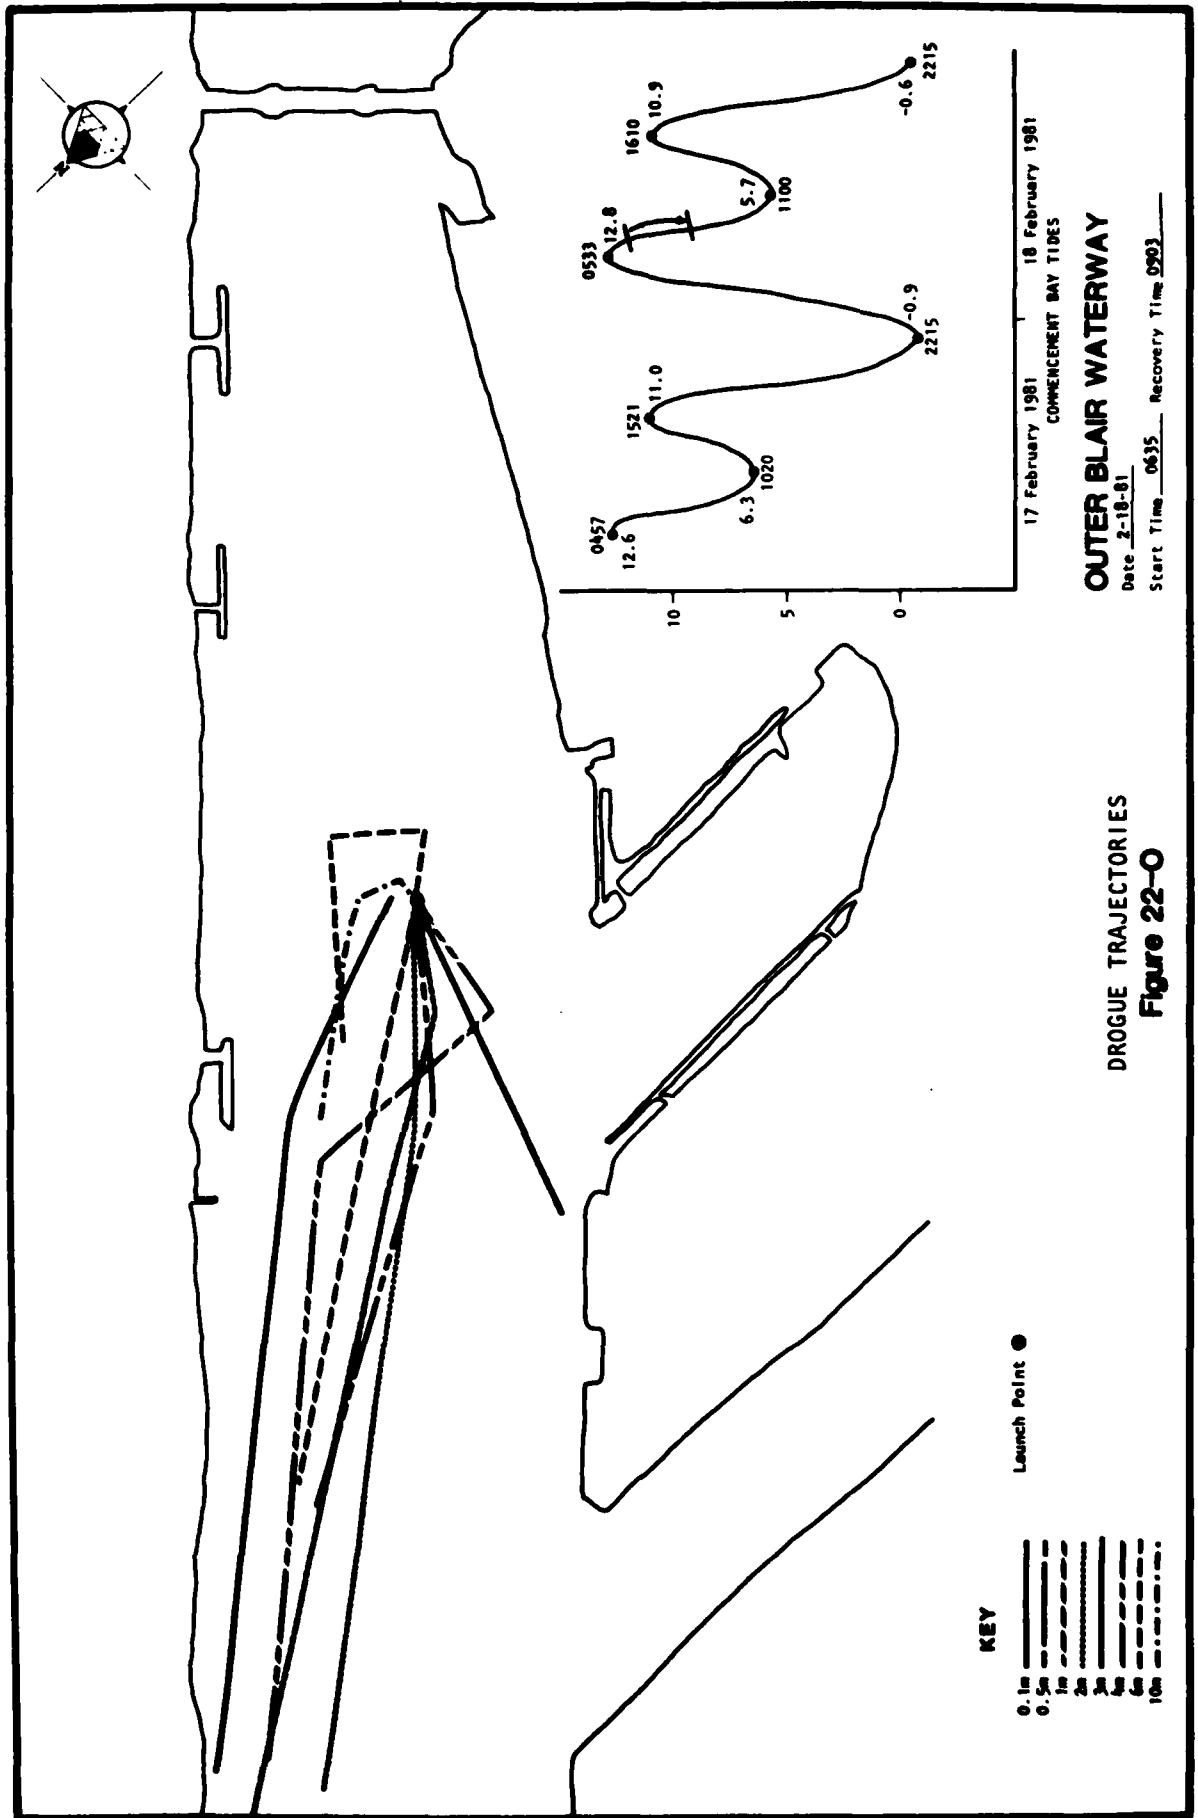 N
0457
12.6
6.3
1020
1521
11.0
-0.9
2215
0533
12.8
5.7
1100
1610
10.9
-0.6
2215
10
5
0
17 February 1981
18 February 1981
COMMENCEMENT BAY TIDES
OUTER BLAIR WATERWAY
Date 2-18-81
Start Time 0635 Recovery Time 0903
KEY
Launch Point
0.1m
0.5m
1m
2m
3m
4m
6m
10m
DROGUE TRAJECTORIES
Figure 22-O